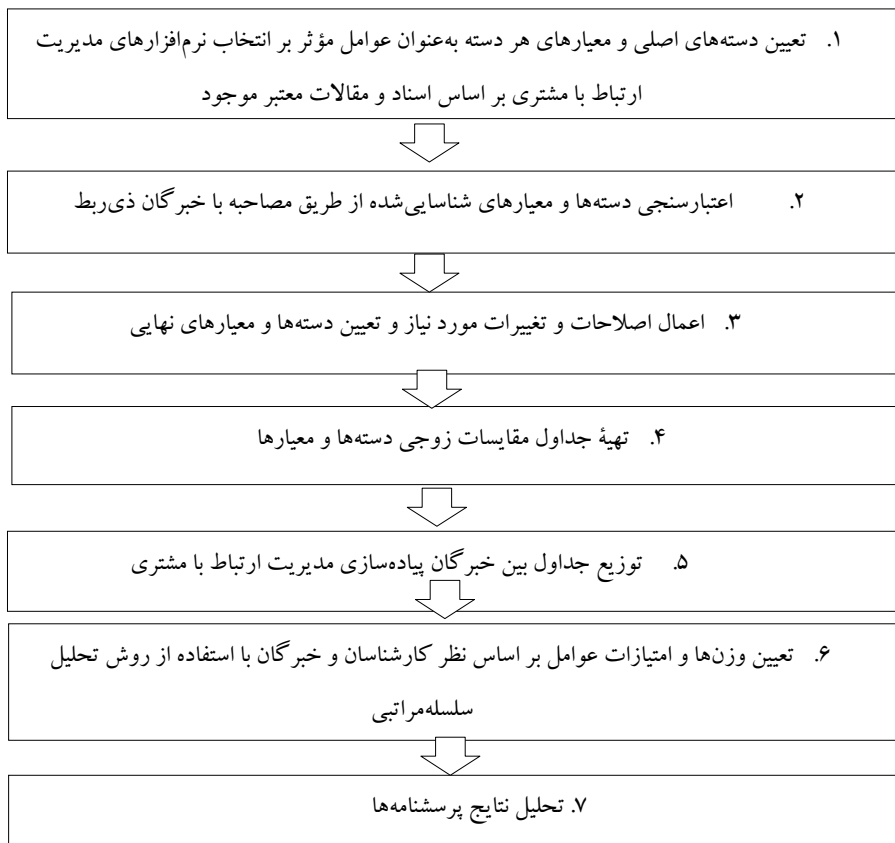 ۱. تعیین دسته‌های اصلی و معیارهای هر دسته به‌عنوان عوامل مؤثر بر انتخاب نرم‌افزارهای مدیریت
ارتباط با مشتری بر اساس اسناد و مقالات معتبر موجود
۲. اعتبارسنجی دسته‌ها و معیارهای شناسایی‌شده از طریق مصاحبه با خبرگان ذی‌ربط
۳. اعمال اصلاحات و تغییرات مورد نیاز و تعیین دسته‌ها و معیارهای نهایی
۴. تهیۀ جداول مقایسات زوجی دسته‌ها و معیارها
۵. توزیع جداول بین خبرگان پیاده‌سازی مدیریت ارتباط با مشتری
۶. تعیین وزن‌ها و امتیازات عوامل بر اساس نظر کارشناسان و خبرگان با استفاده از روش تحلیل
سلسله‌مراتبی
۷. تحلیل نتایج پرسشنامه‌ها